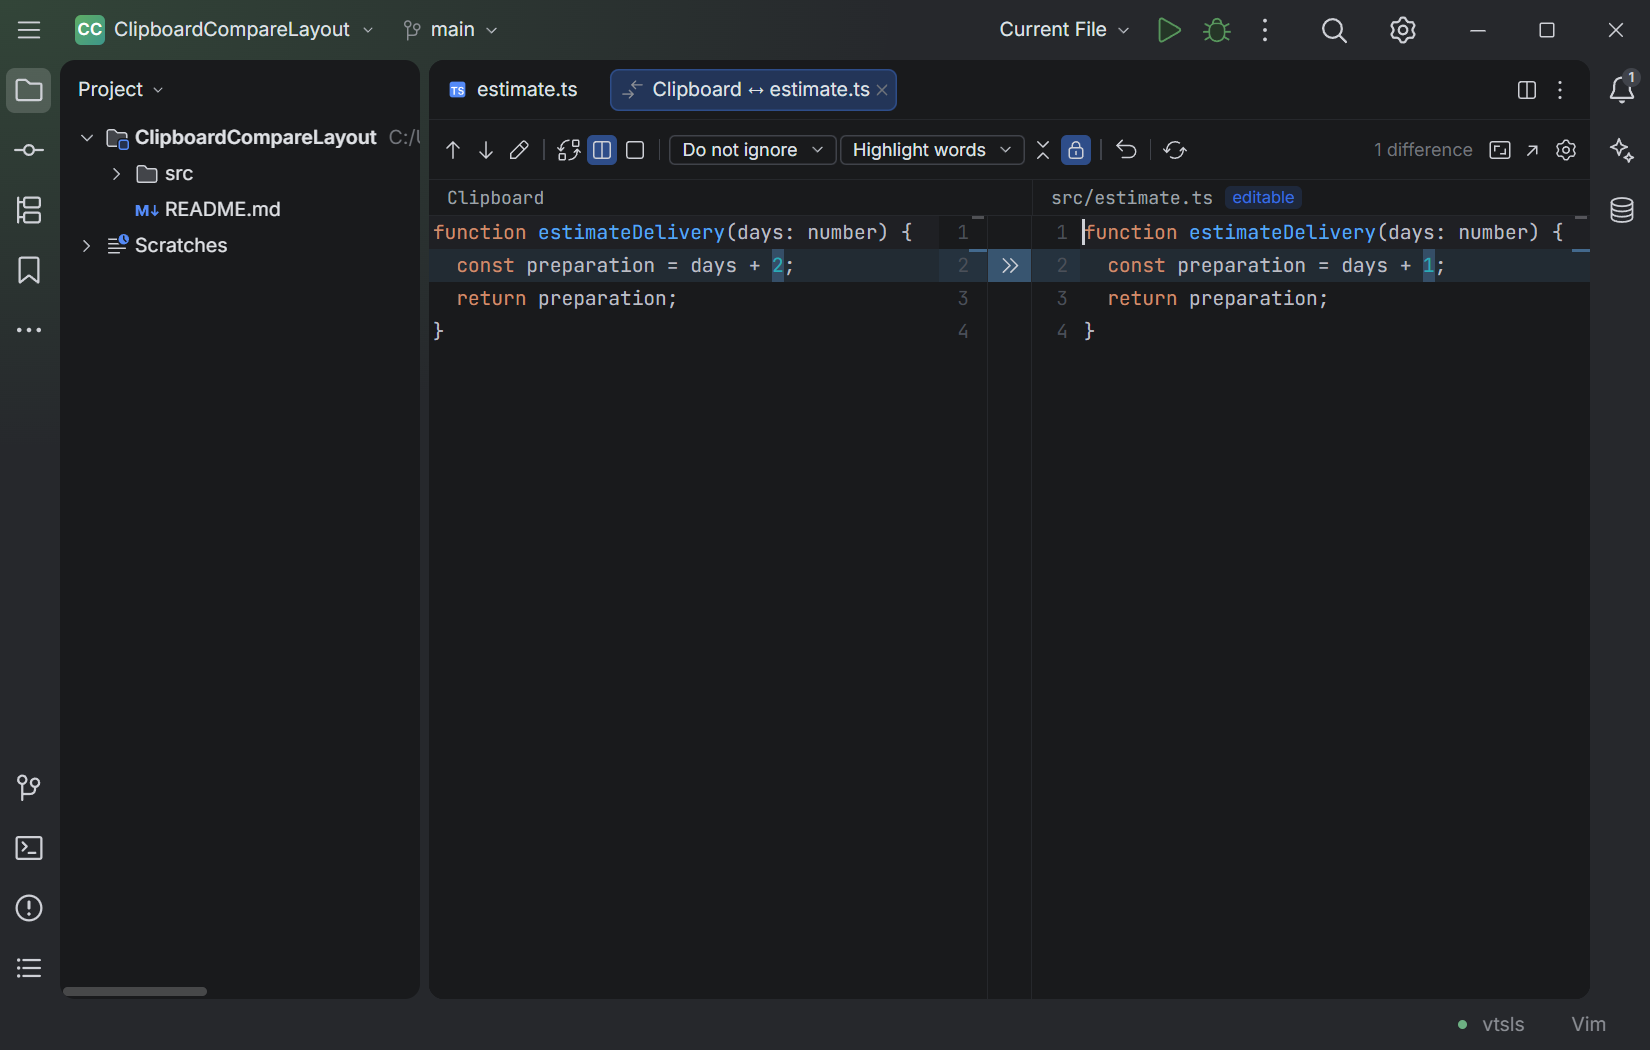 CC ClipboardCompareLayout main Current File
Project
ClipboardCompareLayout C:/
src
M↓ README.md
Scratches
TS estimate.ts Clipboard ↔ estimate.ts
Do not ignore Highlight words 1 difference
Clipboard src/estimate.ts editable
function estimateDelivery(days: number) { 1
const preparation = days + 2; 2
return preparation; 3
} 4
1 function estimateDelivery(days: number) {
2 const preparation = days + 1;
3 return preparation;
4 }
1
vtsls Vim